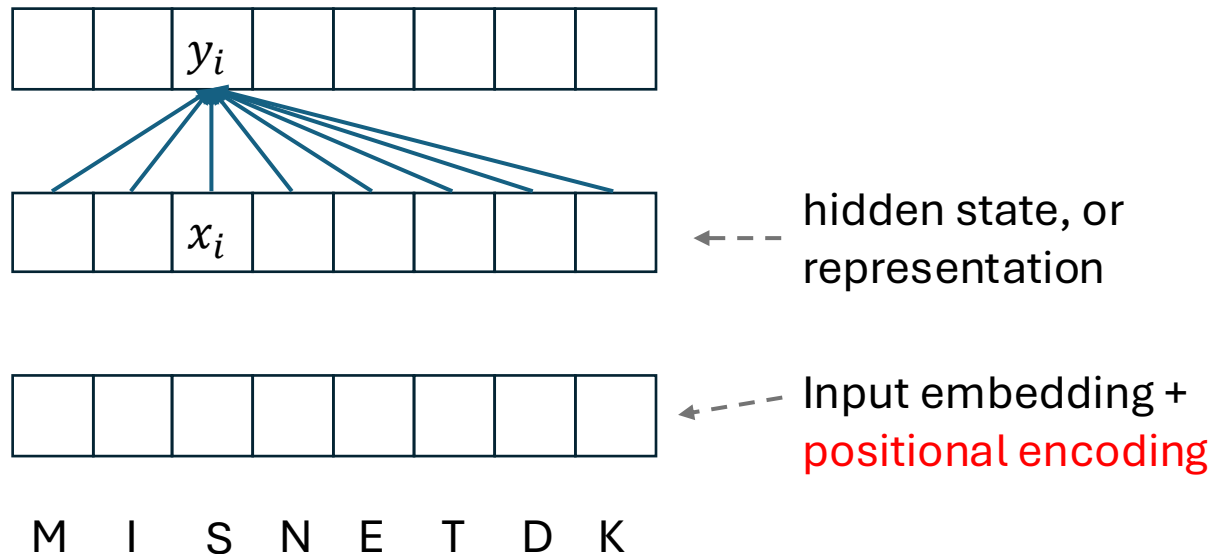 yᵢ
xᵢ
hidden state, or
representation
Input embedding +
positional encoding
M I S N E T D K